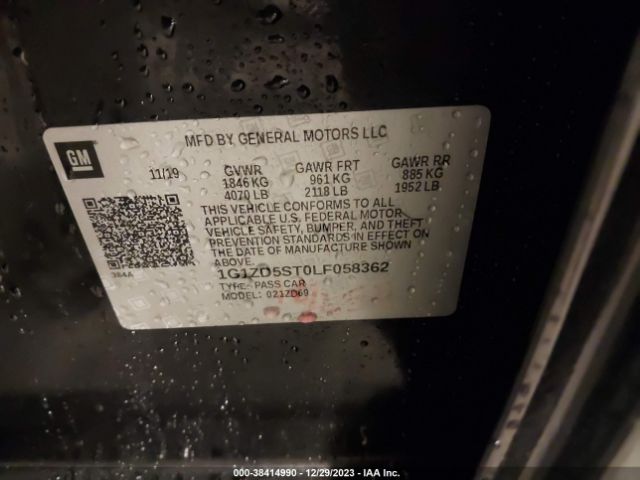 GM
MFD BY GENERAL MOTORS LLC
11/19 GVWR GAWR FRT GAWR RR
1846 KG 961 KG 885 KG
4070 LB 2118 LB 1952 LB
THIS VEHICLE CONFORMS TO ALL
APPLICABLE U.S. FEDERAL MOTOR
VEHICLE SAFETY, BUMPER, AND THEFT
PREVENTION STANDARDS IN EFFECT ON
THE DATE OF MANUFACTURE SHOWN
ABOVE.
384A
1G1ZD5ST0LF058362
TYPE: PASS CAR
MODEL: 021ZD69
000-38414990 - 12/29/2023 - IAA Inc.